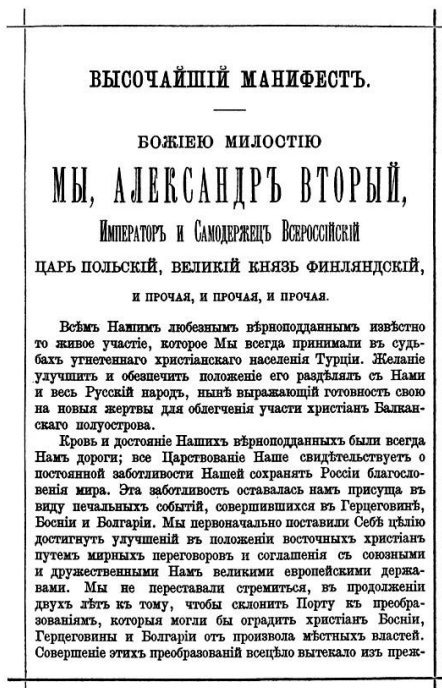 ВЫСОЧАЙШІЙ МАНИФЕСТЪ.
БОЖІЕЮ МИЛОСТІЮ
МЫ, АЛЕКСАНДРЪ ВТОРЫЙ,
Императоръ и Самодержецъ Всероссійскій
ЦАРЬ ПОЛЬСКІЙ, ВЕЛИКІЙ КНЯЗЬ ФИНЛЯНДСКІЙ,
И ПРОЧАЯ, И ПРОЧАЯ, И ПРОЧАЯ.
Всѣмъ Нашимъ любезнымъ вѣрноподданнымъ извѣстно
то живое участіе, которое Мы всегда принимали въ судь-
бахъ угнетеннаго христіанскаго населенія Турціи. Желаніе
улучшить и обезпечить положеніе его раздѣлялъ съ Нами
и весь Русскій народъ, нынѣ выражающій готовность свою
на новыя жертвы для облегченія участи христіанъ Балкан-
скаго полуострова.
Кровь и достояніе Нашихъ вѣрноподданныхъ были всегда
Намъ дороги; все Царствованіе Наше свидѣтельствуетъ о
постоянной заботливости Нашей сохранять Россіи благосло-
венія мира. Эта заботливость оставалась намъ присуща въ
виду печальныхъ событій, совершившихся въ Герцеговинѣ,
Босніи и Болгаріи. Мы первоначально поставили Себѣ цѣлію
достигнуть улучшеній въ положеніи восточныхъ христіанъ
путемъ мирныхъ переговоровъ и соглашенія съ союзными
и дружественными Намъ великими европейскими держа-
вами. Мы не переставали стремиться, въ продолженіи
двухъ лѣтъ къ тому, чтобы склонить Порту къ преобра-
зованіямъ, которыя могли бы оградить христіанъ Босніи,
Герцеговины и Болгаріи отъ произвола мѣстныхъ властей.
Совершеніе этихъ преобразованій всецѣло вытекало изъ преж-